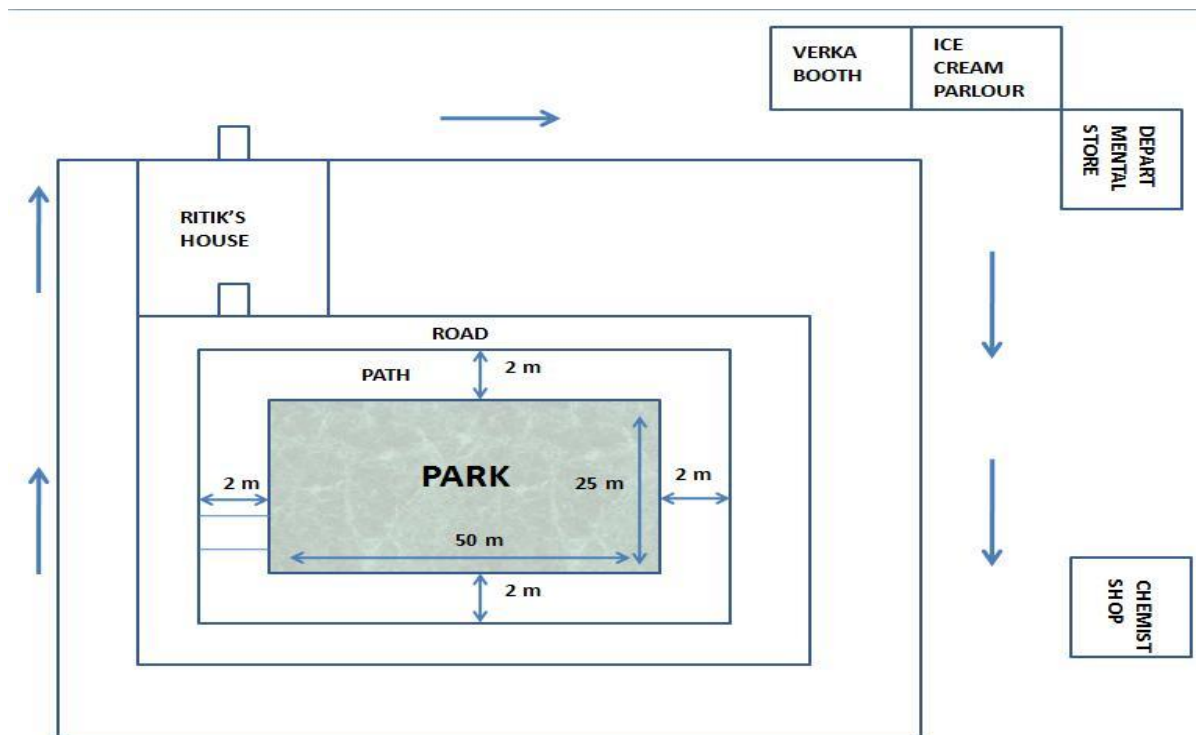 VERKA
BOOTH
ICE
CREAM
PARLOUR
DEPART
MENTAL
STORE
RITIK'S
HOUSE
ROAD
PATH
2 m
PARK
2 m
25 m
2 m
50 m
2 m
CHEMIST
SHOP